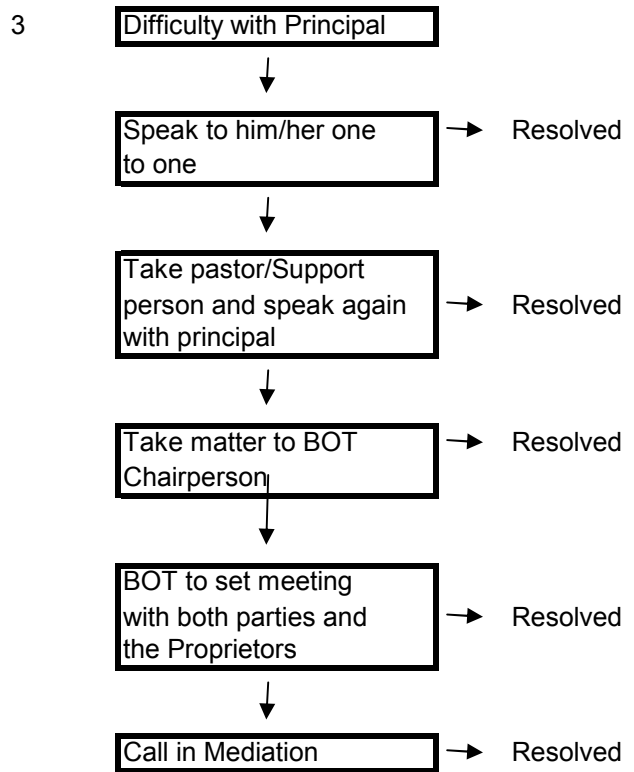 3 Difficulty with Principal
Speak to him/her one Resolved
to one
Take pastor/Support
person and speak again Resolved
with principal
Take matter to BOT Resolved
Chairperson
BOT to set meeting
with both parties and Resolved
the Proprietors
Call in Mediation Resolved